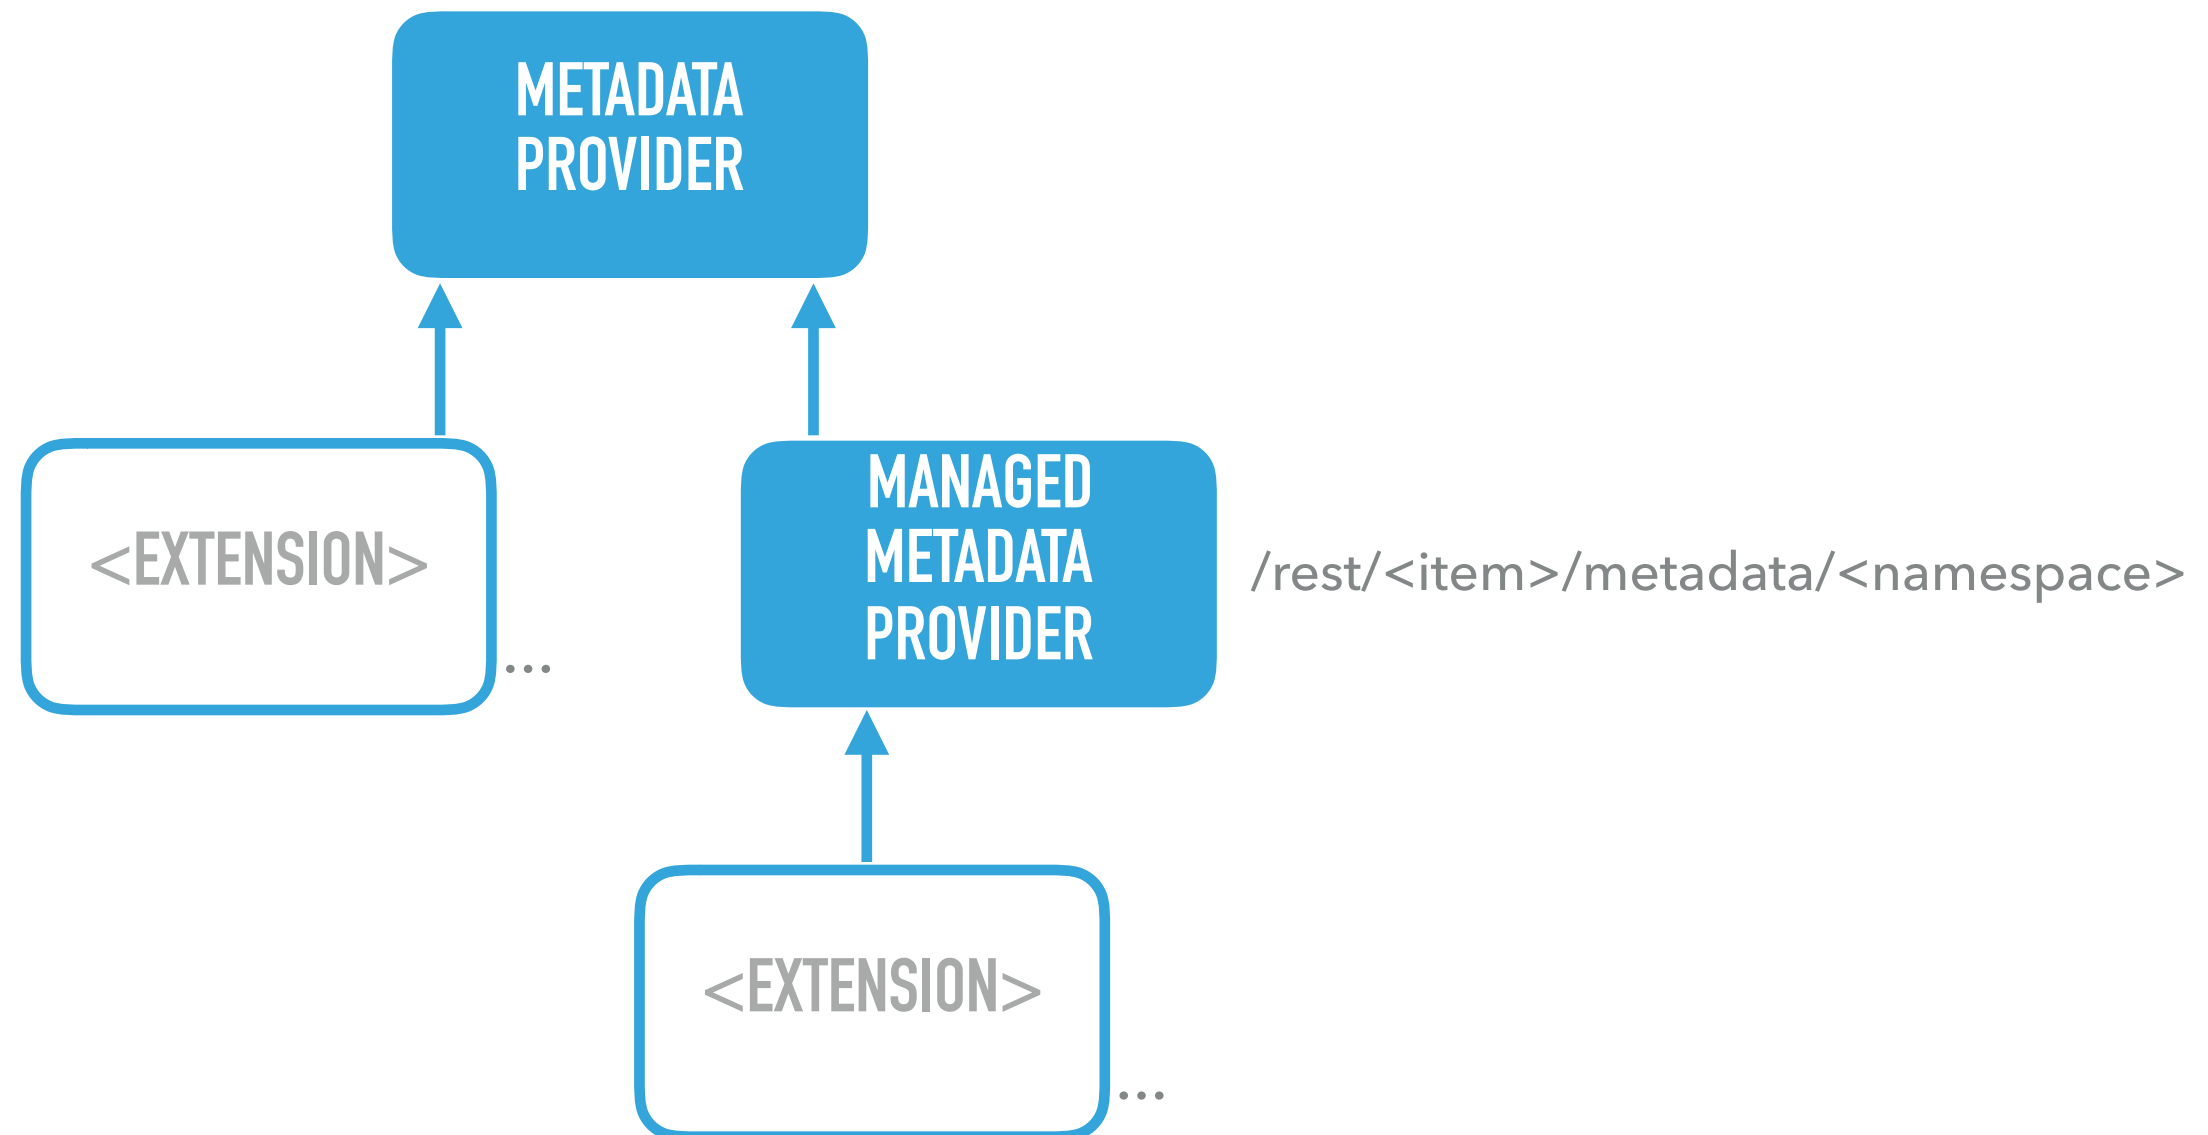 METADATA
PROVIDER
<EXTENSION>
...
MANAGED
METADATA
PROVIDER
/rest/<item>/metadata/<namespace>
<EXTENSION>
...